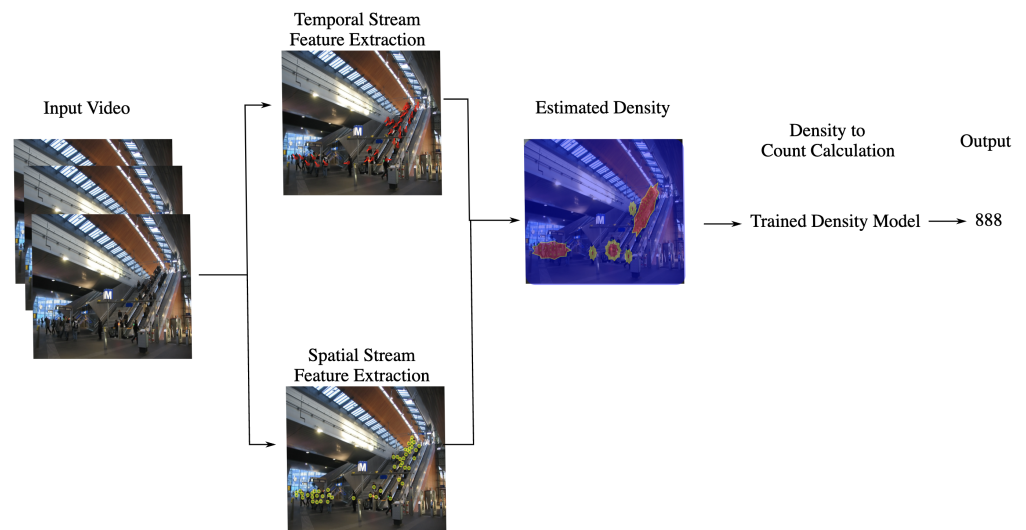 Temporal Stream
Feature Extraction
Input Video
M
Estimated Density
M
Density to
Count Calculation
Output
M
Trained Density Model
888
Spatial Stream
Feature Extraction
M